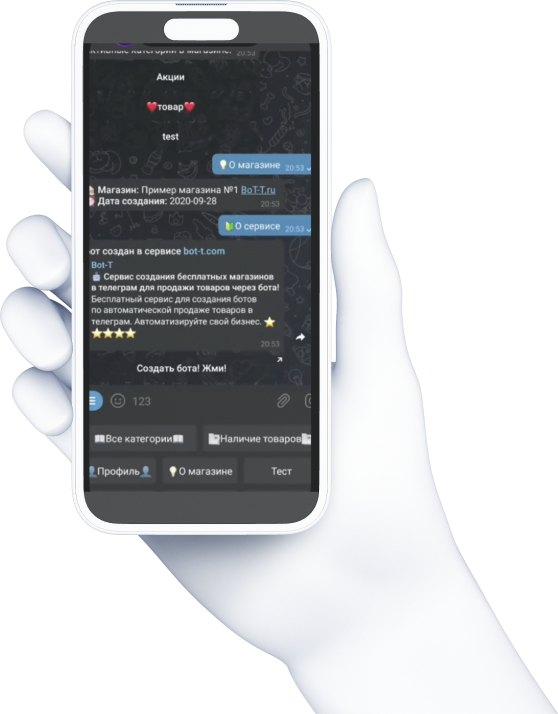 ктивные категории в магазине: 20:53
Акции
❤️товар❤️
test
💡О магазине 20:53
Магазин: Пример магазина №1 BoT-T.ru
Дата создания: 2020-09-28
20:53
🔰О сервисе 20:53
от создан в сервисе bot-t.com
Bot-T
🤖 Сервис создания бесплатных магазинов
в телеграм для продажи товаров через бота!
Бесплатный сервис для создания ботов
по автоматической продаже товаров в
телеграм. Автоматизируйте свой бизнес. ⭐
⭐⭐⭐⭐
20:53
Создать бота! Жми!
123
📖Все категории📖 Наличие товаров
👤Профиль👤 💡О магазине Тест